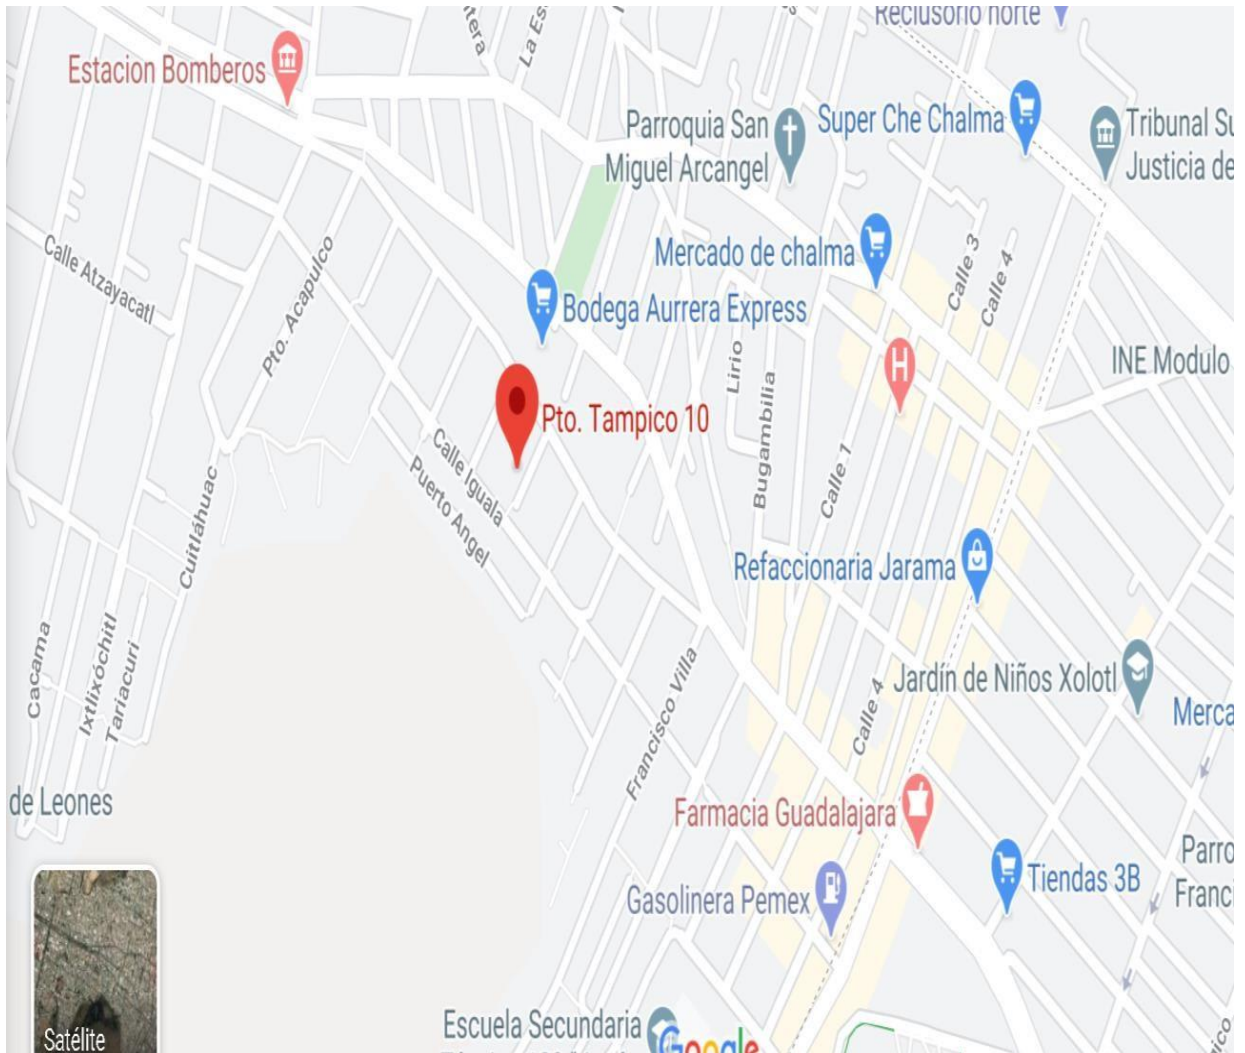 Reclusorio norte
tera
La Es
Estacion Bomberos
Parroquia San
Miguel Arcangel
Super Che Chalma
Tribunal Su
Justicia de
Calle Atzayacatl
Pto. Acapulco
Mercado de chalma
Calle 3
Calle 4
Bodega Aurrera Express
Lirio
Bugambilia
H
INE Modulo
Pto. Tampico 10
Calle 1
Calle Iguala
Puerto Angel
Cuitláhuac
Refaccionaria Jarama
Cacama
Ixtlixóchitl
Tariacuri
Francisco Villa
Jardín de Niños Xolotl
Calle 4
Merca
de Leones
Farmacia Guadalajara
Gasolinera Pemex
Tiendas 3B
Parro
Franci
Satélite
Escuela Secundaria
Google
gico